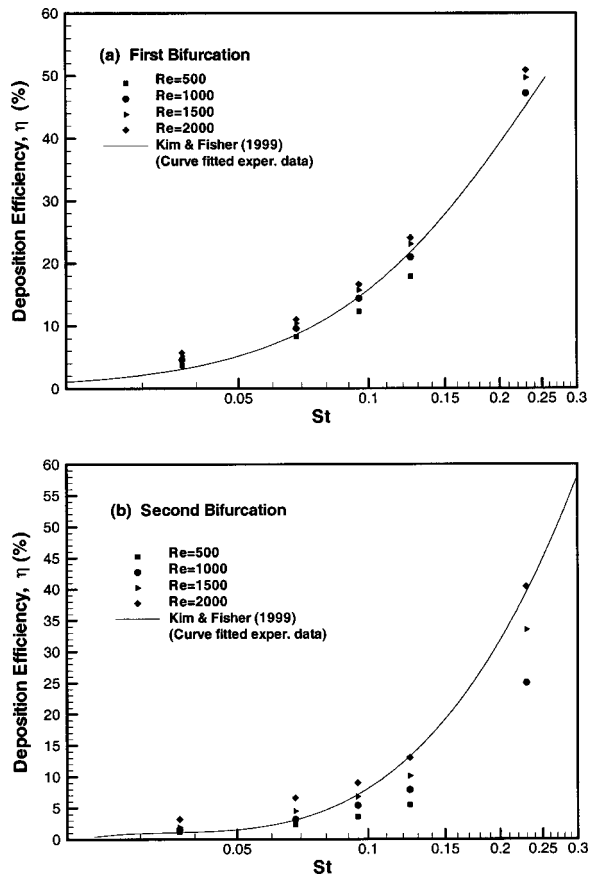 60
50
40
30
20
10
0
Deposition Efficiency, η (%)
(a) First Bifurcation
Re=500
Re=1000
Re=1500
Re=2000
Kim & Fisher (1999)
(Curve fitted exper. data)
0.05
0.1
0.15
0.2
0.25
0.3
St
60
55
50
45
40
35
30
25
20
15
10
5
0
Deposition Efficiency, η (%)
(b) Second Bifurcation
Re=500
Re=1000
Re=1500
Re=2000
Kim & Fisher (1999)
(Curve fitted exper. data)
0.05
0.1
0.15
0.2
0.25
0.3
St